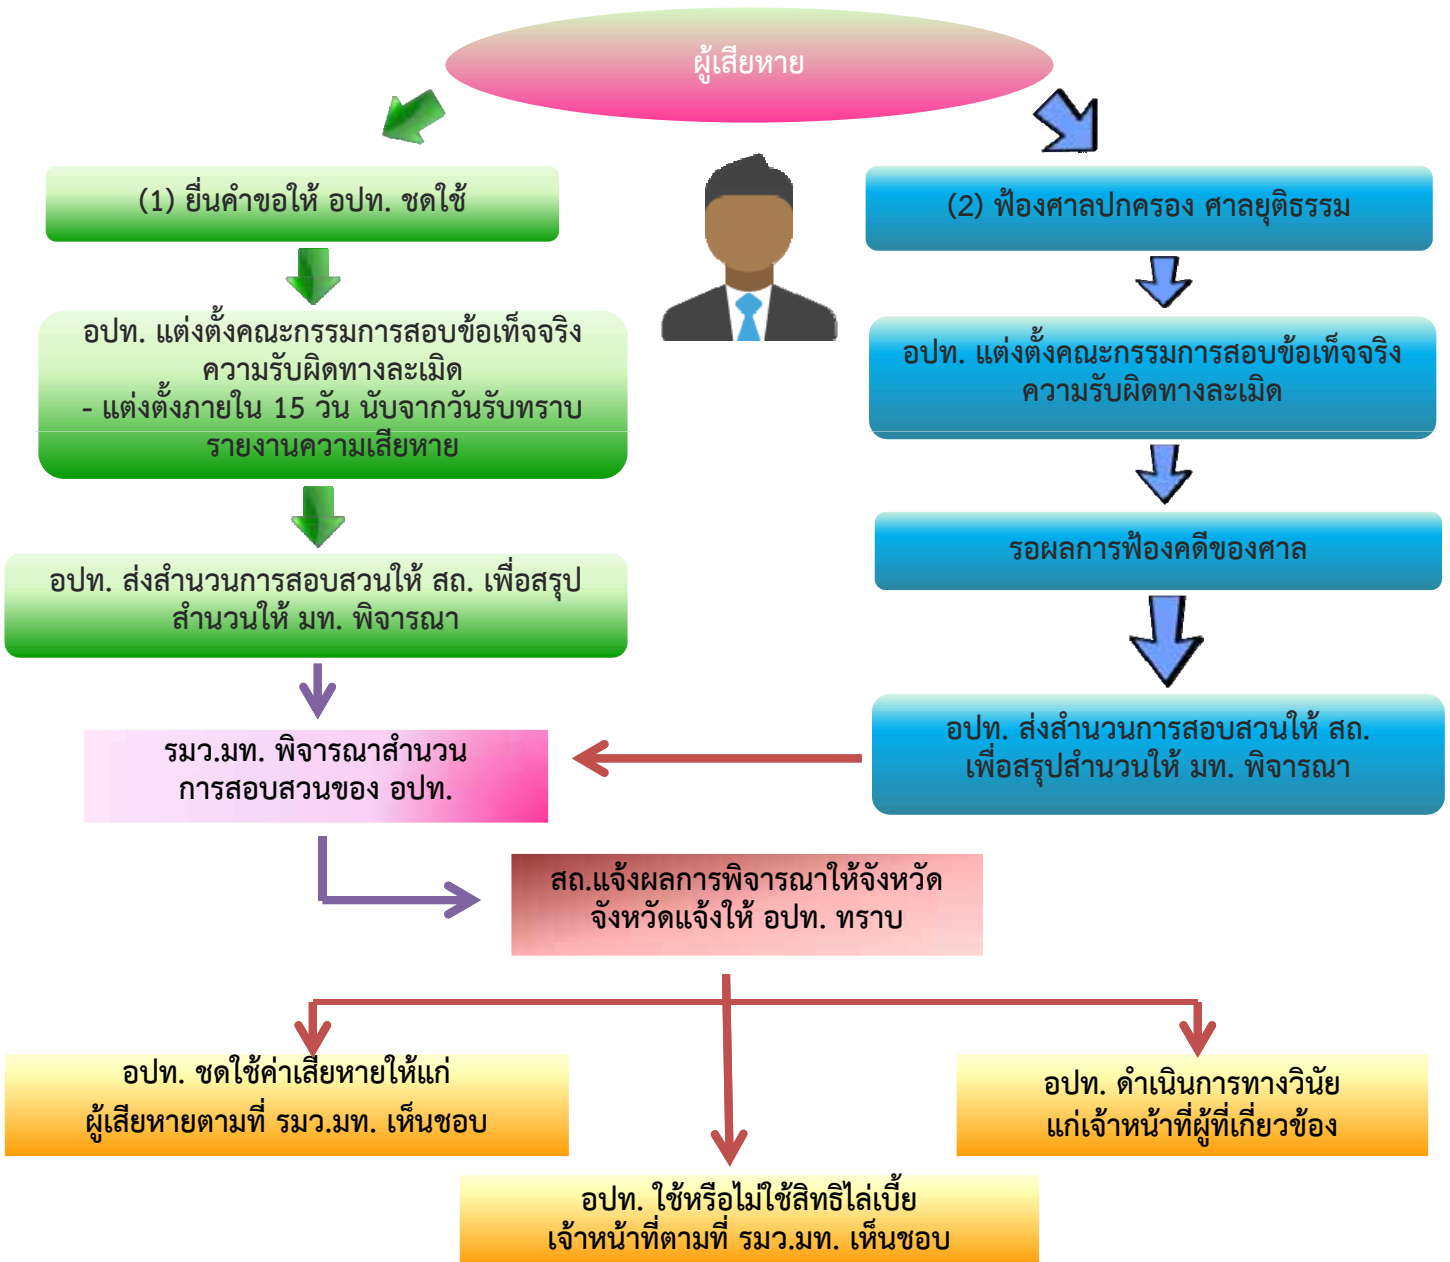 ผู้เสียหาย
(1) ยื่นคำขอให้ อปท. ชดใช้
อปท. แต่งตั้งคณะกรรมการสอบข้อเท็จจริง
ความรับผิดทางละเมิด
- แต่งตั้งภายใน 15 วัน นับจากวันรับทราบ
รายงานความเสียหาย
อปท. ส่งสำนวนการสอบสวนให้ สถ. เพื่อสรุป
สำนวนให้ มท. พิจารณา
(2) ฟ้องศาลปกครอง ศาลยุติธรรม
อปท. แต่งตั้งคณะกรรมการสอบข้อเท็จจริง
ความรับผิดทางละเมิด
รอผลการฟ้องคดีของศาล
อปท. ส่งสำนวนการสอบสวนให้ สถ.
เพื่อสรุปสำนวนให้ มท. พิจารณา
รมว.มท. พิจารณาสำนวน
การสอบสวนของ อปท.
สถ.แจ้งผลการพิจารณาให้จังหวัด
จังหวัดแจ้งให้ อปท. ทราบ
อปท. ชดใช้ค่าเสียหายให้แก่
ผู้เสียหายตามที่ รมว.มท. เห็นชอบ
อปท. ใช้หรือไม่ใช้สิทธิไล่เบี้ย
เจ้าหน้าที่ตามที่ รมว.มท. เห็นชอบ
อปท. ดำเนินการทางวินัย
แก่เจ้าหน้าที่ผู้ที่เกี่ยวข้อง